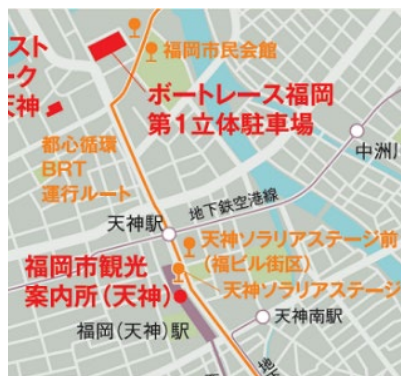 スト
ーク
天神
福岡市民会館
ボートレース福岡
第1立体駐車場
都心循環
BRT
運行ルート
中洲川
地下鉄空港線
天神駅
天神ソラリアステージ前
(福ビル街区)
福岡市観光
案内所(天神)
天神ソラリアステージ
福岡(天神)駅
天神南駅